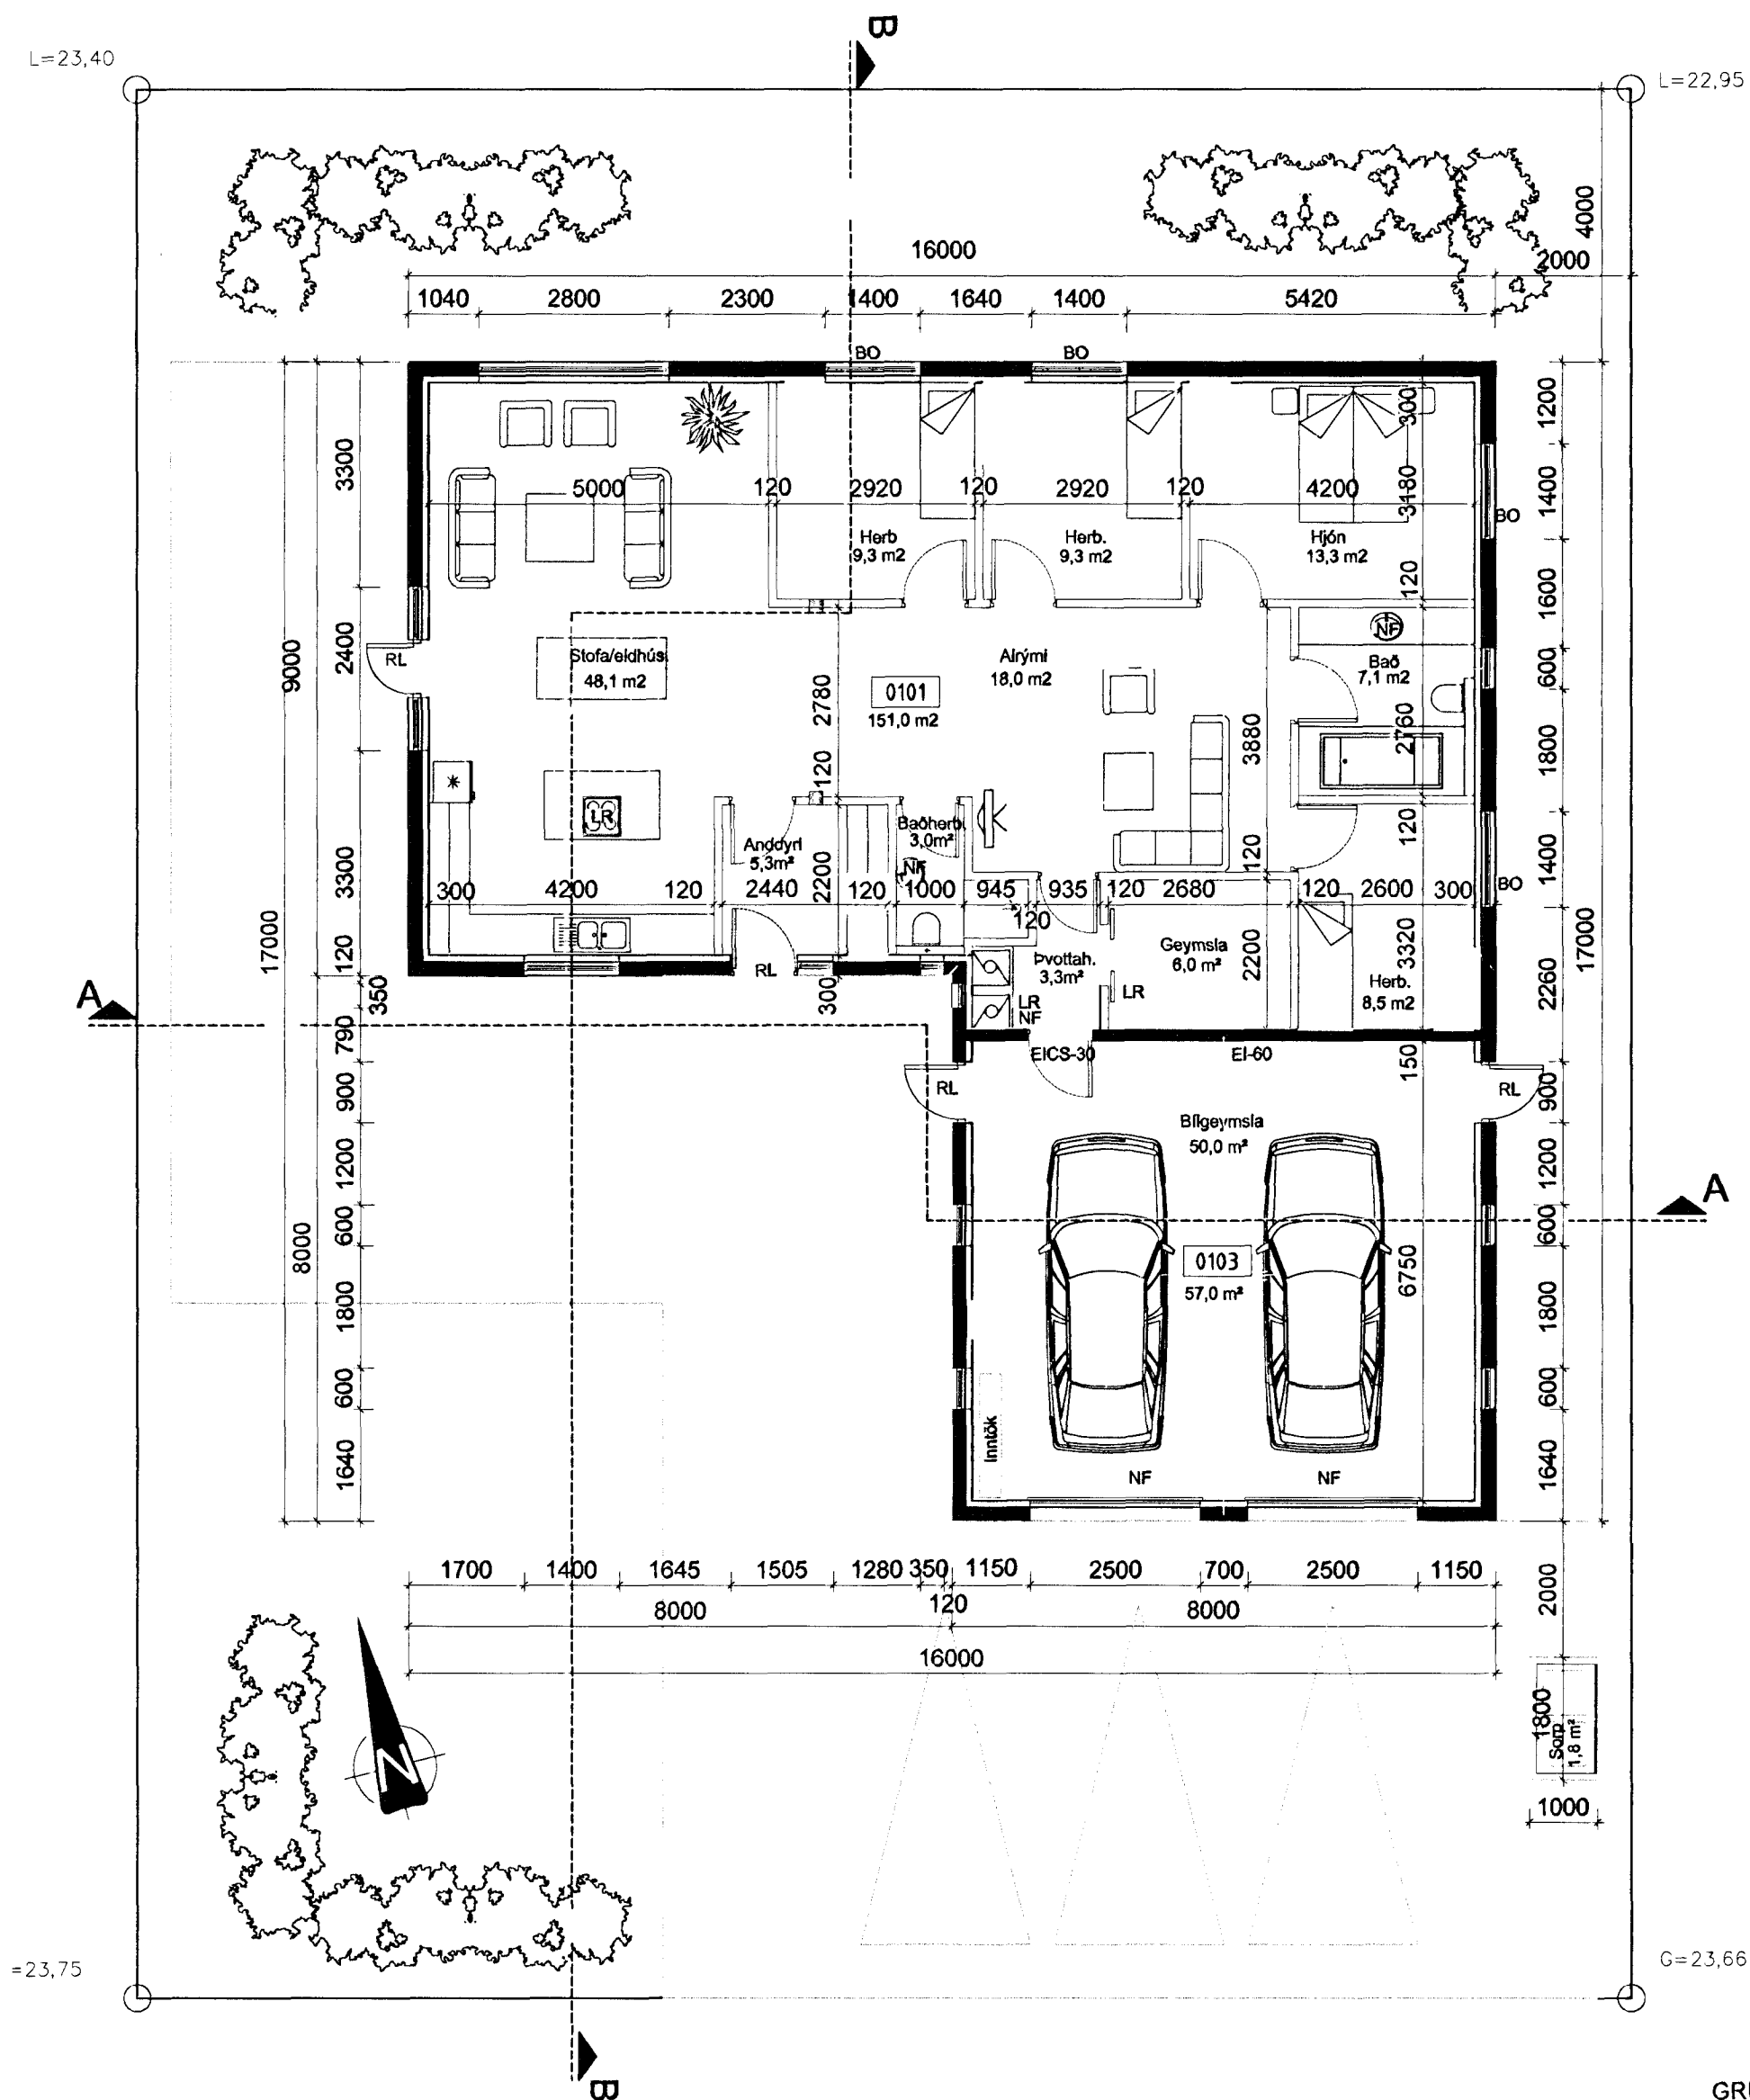 B
L=23,40
L=22,95
4000
16000
2000
1040
2800
2300
1400
1640
1400
5420
BO
BO
300
1200
3300
5000
120
2920
120
2920
120
4200
3180
1400
BO
Herb
9,3 m2
Herb.
9,3 m2
Hjón
13,3 m2
120
1600
9000
2400
RL
Stofa/eldhús
48,1 m2
0101
151,0 m2
2780
Alrými
18,0 m2
NF
Bað
7,1 m2
600
3880
2760
1800
120
LR
Anddyri
5,3m²
Baðherb.
3,0m²
NF
120
120
3300
2200
300
4200
120
2440
120
1000
945
935
120
2680
120
2600
300
1400
BO
120
17000
17000
120
Þvottah.
3,3m²
Geymsla
6,0 m²
2200
3320
Herb.
8,5 m2
2260
RL
LR
NF
LR
A
350
300
790
EICS-30
EI-60
150
900
RL
RL
900
Bílgeymsla
50,0 m²
1200
1200
A
600
600
8000
0103
57,0 m²
6750
1800
1800
600
600
Inntök
1640
1640
NF
NF
1700
1400
1645
1505
1280
350
1150
2500
700
2500
1150
2000
8000
120
8000
16000
1800
Sorp
1,8 m²
N
1000
=23,75
G=23,66
B